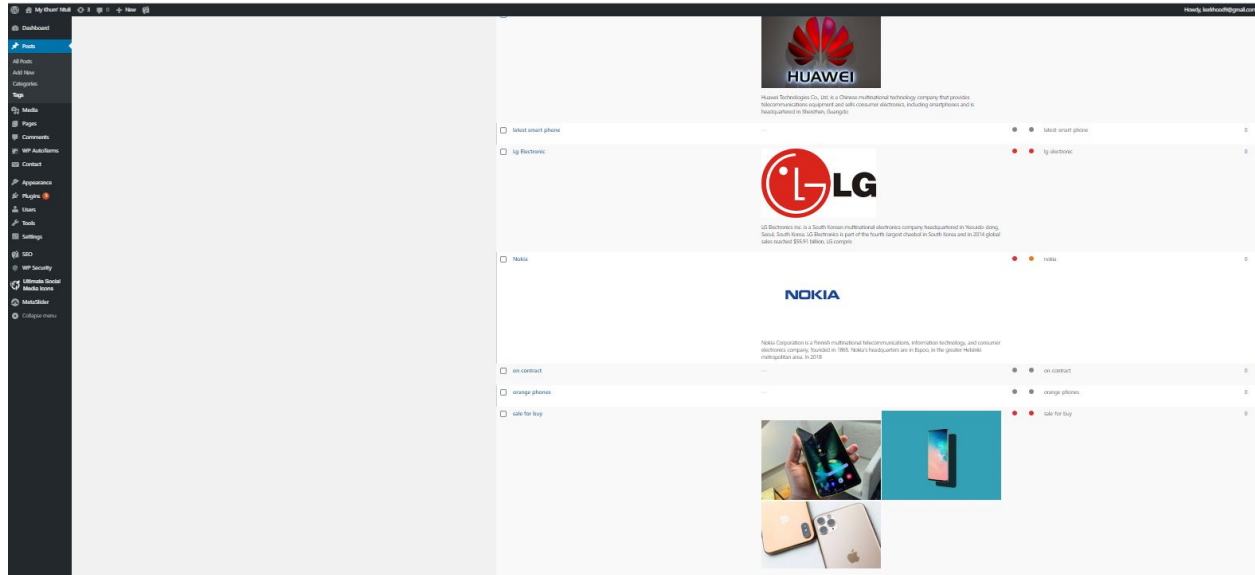 My Khum' Ntuli 3 0 + New
Howdy, kekhood9@gmail.com
Dashboard
Posts
All Posts
Add New
Categories
Tags
Media
Pages
Comments
WP AutoTerms
Contact
Appearance
Plugins
Users
Tools
Settings
SEO
WP Security
Ultimate Social
Media Icons
MetaSlider
Collapse menu
HUAWEI
Huawei Technologies Co., Ltd. is a Chinese multinational technology company that provides
telecommunications equipment and sells consumer electronics, including smartphones and is
headquartered in Shenzhen, Guangdo
latest smart phone — latest smart phone 0
Lg Electronic lg electronic 0
LG
LG Electronics Inc. is a South Korean multinational electronics company headquartered in Yeouido-dong,
Seoul, South Korea. LG Electronics is part of the fourth largest chaebol in South Korea and in 2014 global
sales reached $55.91 billion. LG compris
Nokia nokia 0
NOKIA
Nokia Corporation is a Finnish multinational telecommunications, information technology, and consumer
electronics company, founded in 1865. Nokia's headquarters are in Espoo, in the greater Helsinki
metropolitan area. In 2018
on contract — on contract 0
orange phones — orange phones 0
sale for buy sale for buy 0